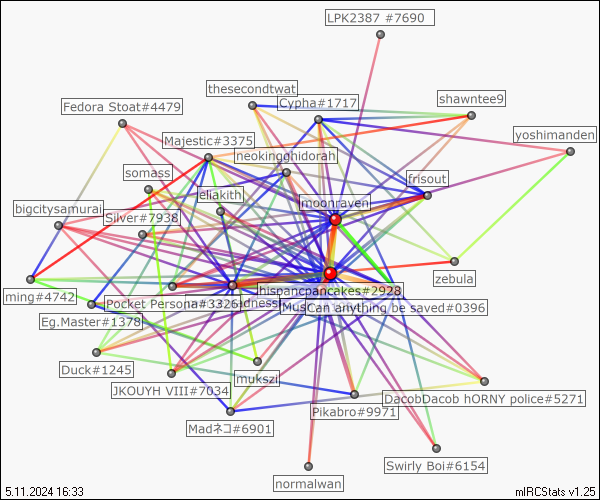 LPK2387 #7690
thesecondtwat
shawntee9
Cypha#1717
Fedora Stoat#4479
yoshimanden
Majestic#3375
neokingghidorah
somass
frisout
eliakith
moonraven
bigcitysamurai
Silver#7938
zebula
hispancpancakes#2928
ming#4742
Pocket Persona#3326
Can anything be saved#0396
Eg.Master#1378
Duck#1245
mukszi
JKOUYH VIII#7034
DacobDacob hORNY police#5271
Pikabro#9971
Madネコ#6901
Swirly Boi#6154
normalwan
5.11.2024 16:33
mIRCStats v1.25